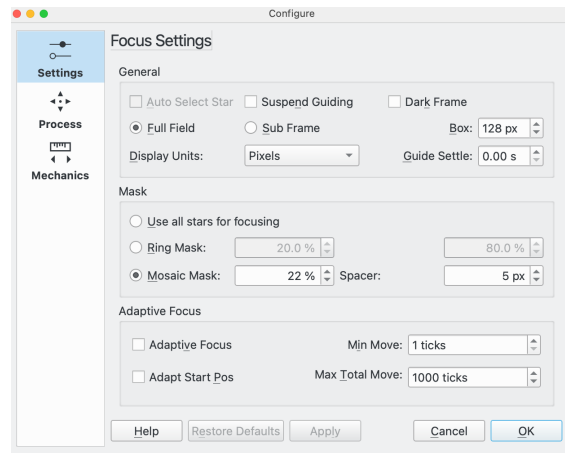 Configure
Settings
Process
Mechanics
Focus Settings
General
Auto Select Star Suspend Guiding Dark Frame
Full Field Sub Frame Box: 128 px
Display Units: Pixels Guide Settle: 0.00 s
Mask
Use all stars for focusing
Ring Mask: 20.0 % 80.0 %
Mosaic Mask: 22 % Spacer: 5 px
Adaptive Focus
Adaptive Focus Min Move: 1 ticks
Adapt Start Pos Max Total Move: 1000 ticks
Help Restore Defaults Apply Cancel OK